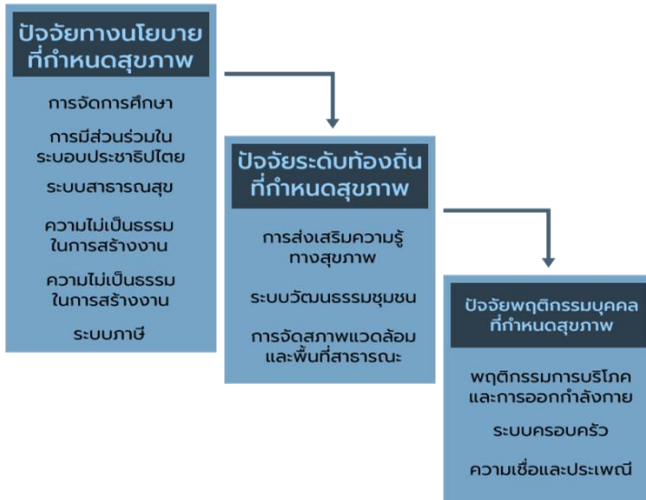 ปัจจัยทางนโยบาย
ที่กำหนดสุขภาพ
การจัดการศึกษา
การมีส่วนร่วมใน
ระบอบประชาธิปไตย
ระบบสาธารณสุข
ความไม่เป็นธรรม
ในการสร้างงาน
ความไม่เป็นธรรม
ในการสร้างงาน
ระบบภาษี
ปัจจัยระดับท้องถิ่น
ที่กำหนดสุขภาพ
การส่งเสริมความรู้
ทางสุขภาพ
ระบบวัฒนธรรมชุมชน
การจัดสภาพแวดล้อม
และพื้นที่สาธารณะ
ปัจจัยพฤติกรรมบุคคล
ที่กำหนดสุขภาพ
พฤติกรรมการบริโภค
และการออกกำลังกาย
ระบบครอบครัว
ความเชื่อและประเพณี